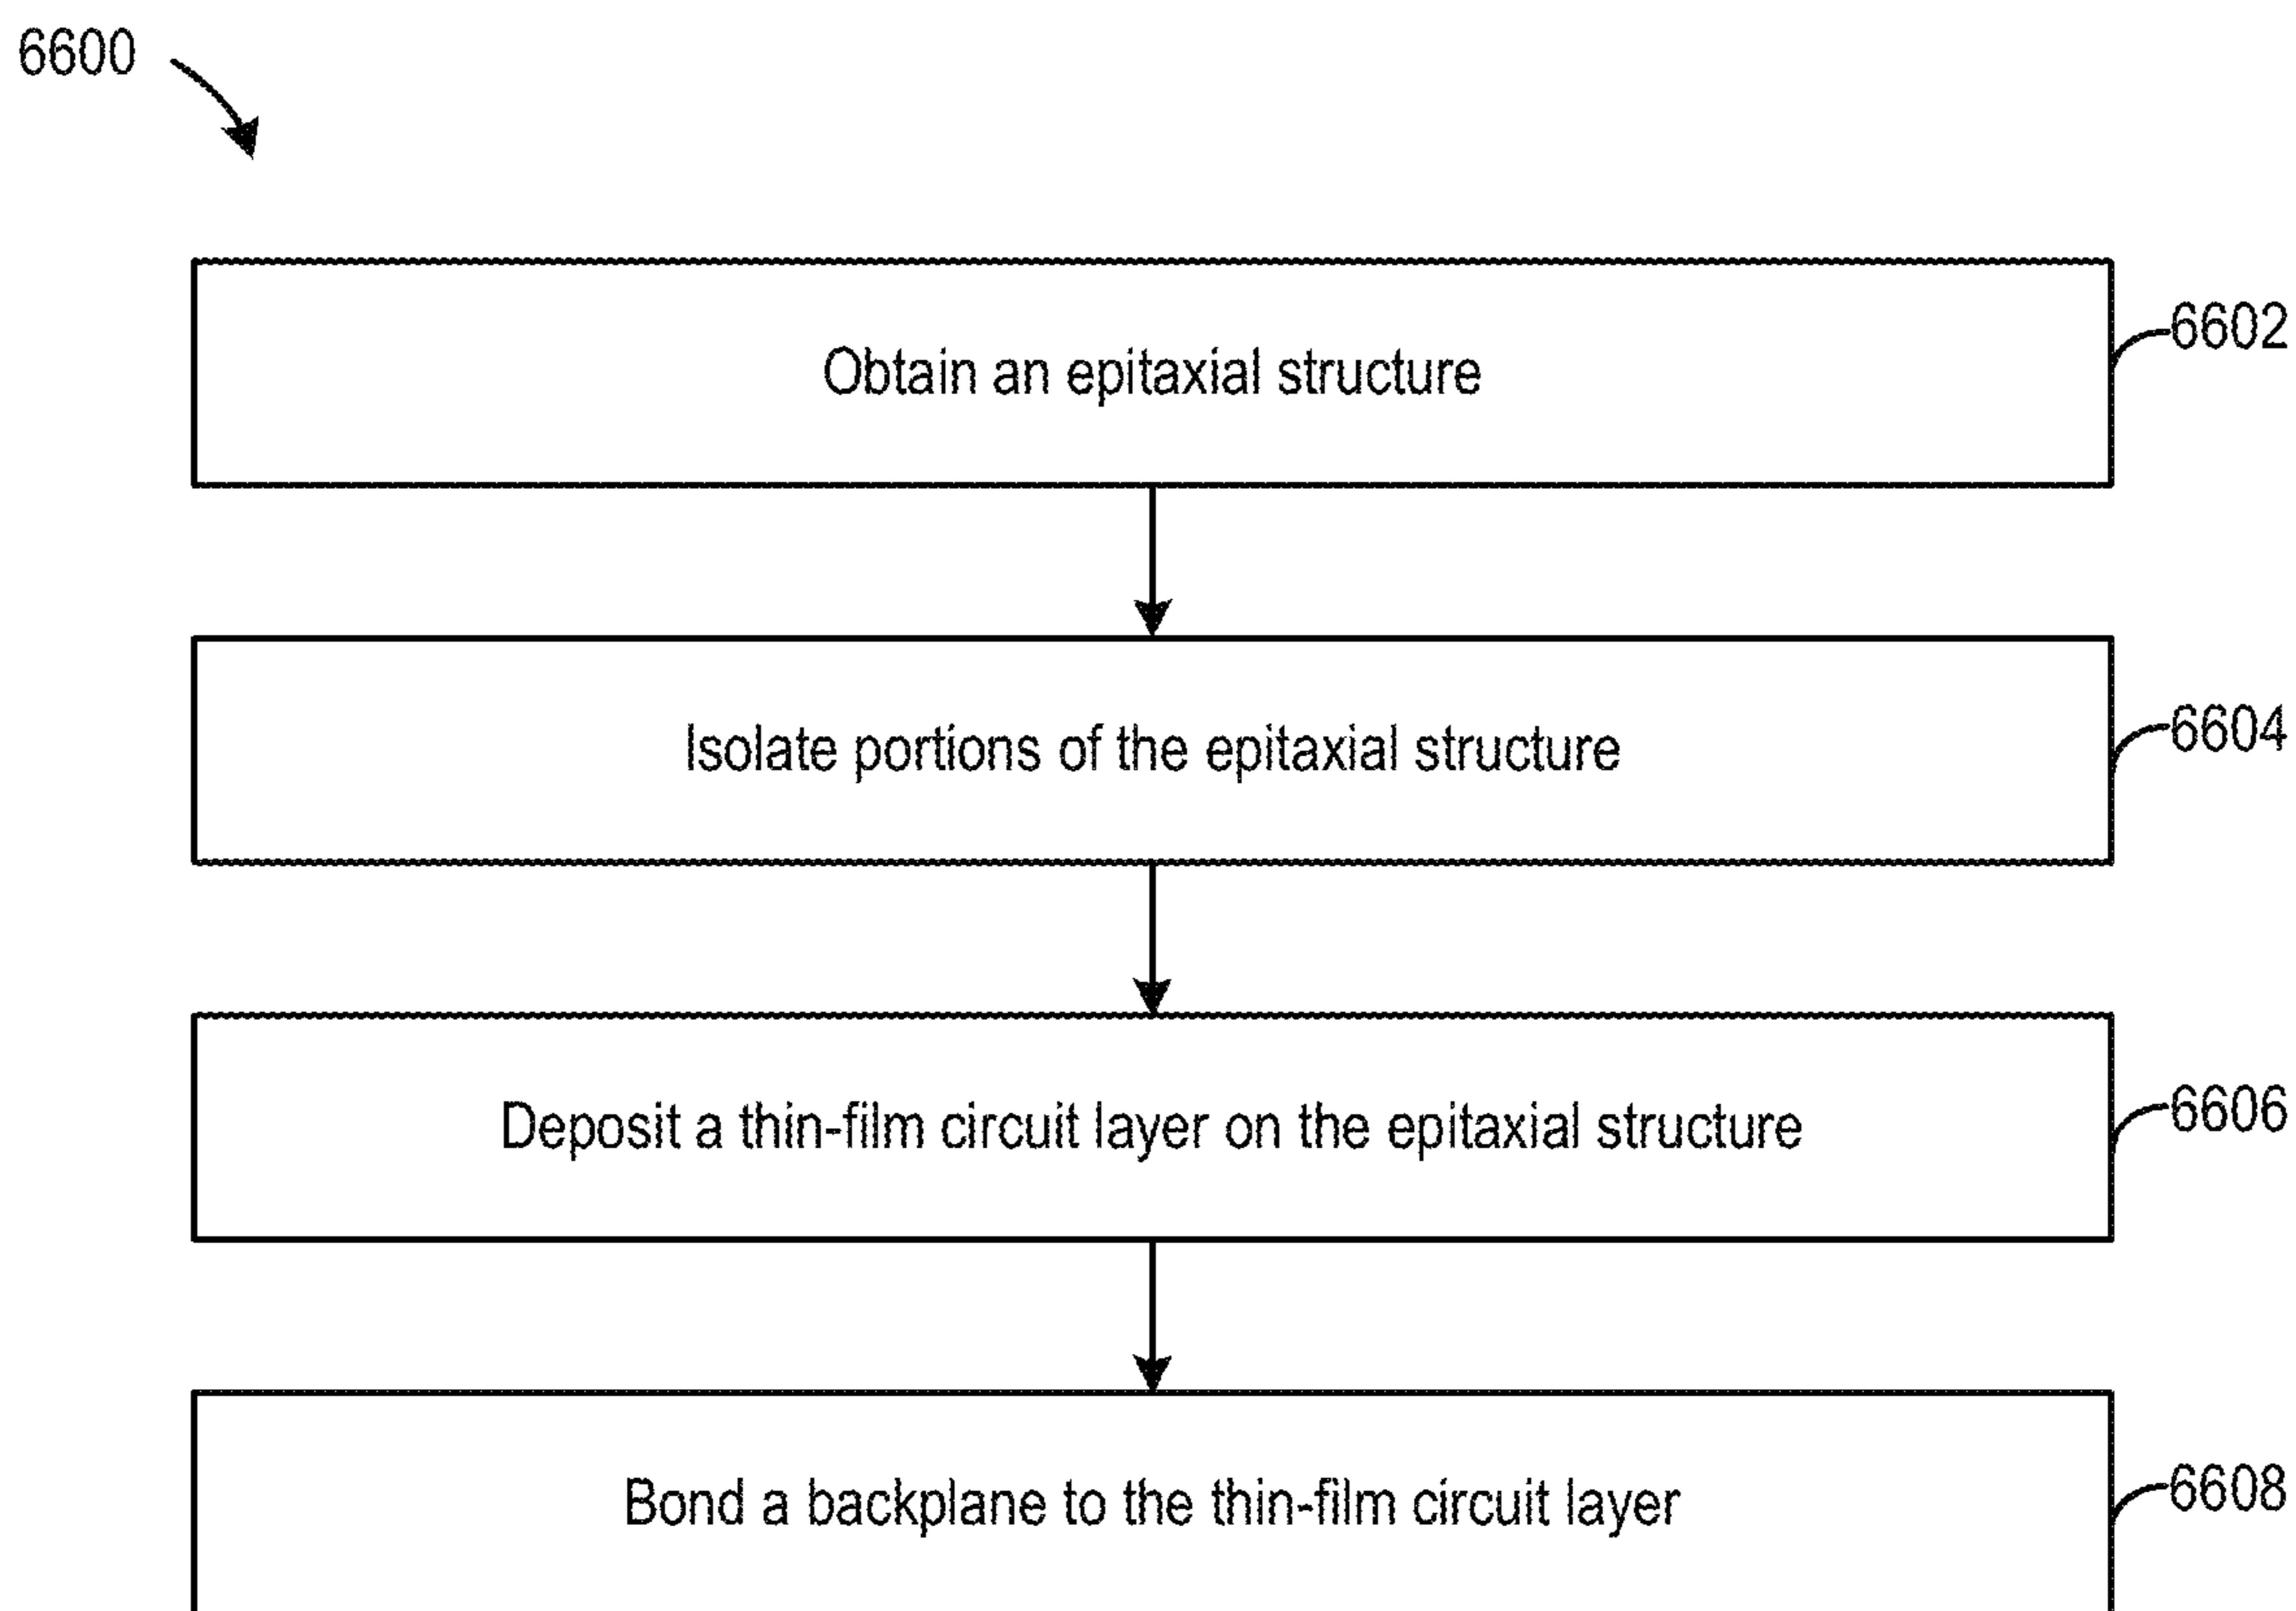 6600
Obtain an epitaxial structure
6602
Isolate portions of the epitaxial structure
6604
Deposit a thin-film circuit layer on the epitaxial structure
6606
Bond a backplane to the thin-film circuit layer
6608